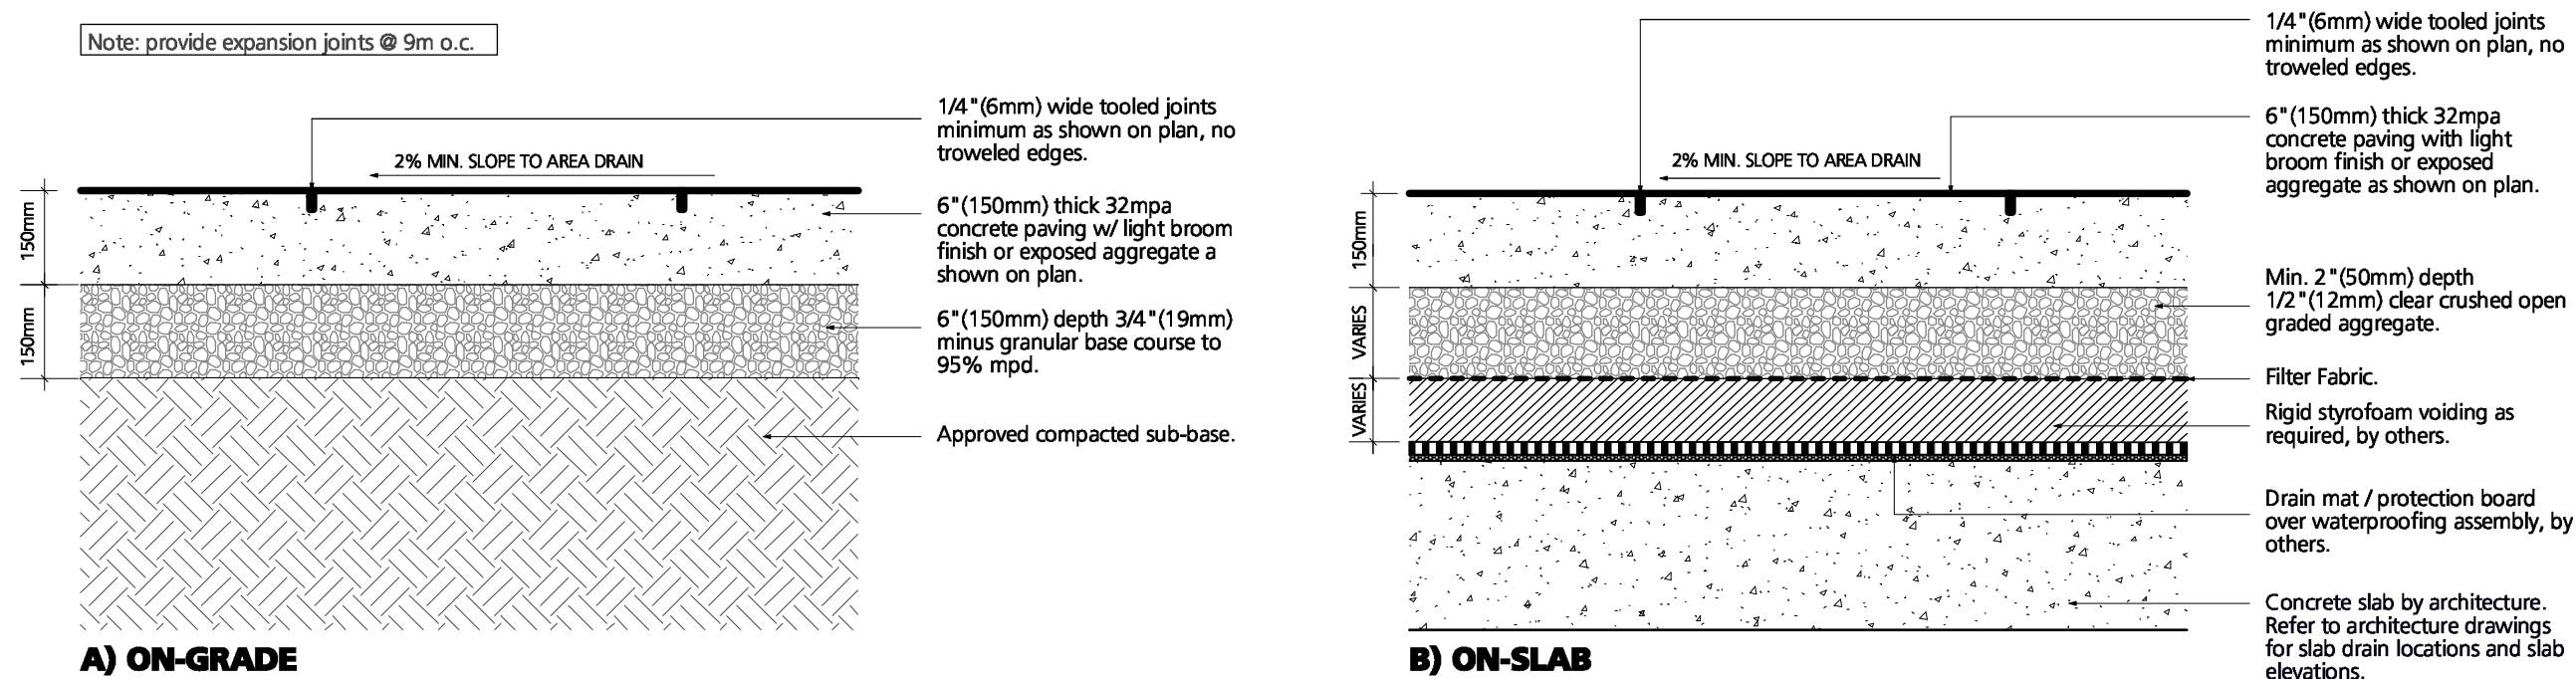 Note: provide expansion joints @ 9m o.c.
1/4"(6mm) wide tooled joints
minimum as shown on plan, no
troweled edges.
2% MIN. SLOPE TO AREA DRAIN
150mm
6"(150mm) thick 32mpa
concrete paving w/ light broom
finish or exposed aggregate a
shown on plan.
150mm
6"(150mm) depth 3/4"(19mm)
minus granular base course to
95% mpd.
Approved compacted sub-base.
A) ON-GRADE
1/4"(6mm) wide tooled joints
minimum as shown on plan, no
troweled edges.
6"(150mm) thick 32mpa
concrete paving with light
broom finish or exposed
aggregate as shown on plan.
2% MIN. SLOPE TO AREA DRAIN
150mm
VARIES
Min. 2"(50mm) depth
1/2"(12mm) clear crushed open
graded aggregate.
Filter Fabric.
VARIES
Rigid styrofoam voiding as
required, by others.
Drain mat / protection board
over waterproofing assembly, by
others.
Concrete slab by architecture.
Refer to architecture drawings
for slab drain locations and slab
elevations.
B) ON-SLAB